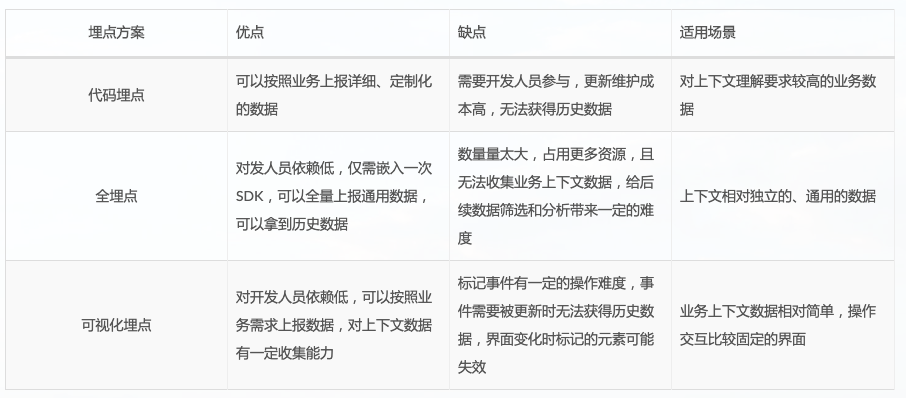 埋点方案 优点 缺点 适用场景
代码埋点
可以按照业务上报详细、定制化
的数据
需要开发人员参与，更新维护成
本高，无法获得历史数据
对上下文理解要求较高的业务数
据
全埋点
对发人员依赖低，仅需嵌入一次
SDK，可以全量上报通用数据，
可以拿到历史数据
数量量太大，占用更多资源，且
无法收集业务上下文数据，给后
续数据筛选和分析带来一定的难
度
上下文相对独立的、通用的数据
可视化埋点
对开发人员依赖低，可以按照业
务需求上报数据，对上下文数据
有一定收集能力
标记事件有一定的操作难度，事
件需要被更新时无法获得历史数
据，界面变化时标记的元素可能
失效
业务上下文数据相对简单，操作
交互比较固定的界面